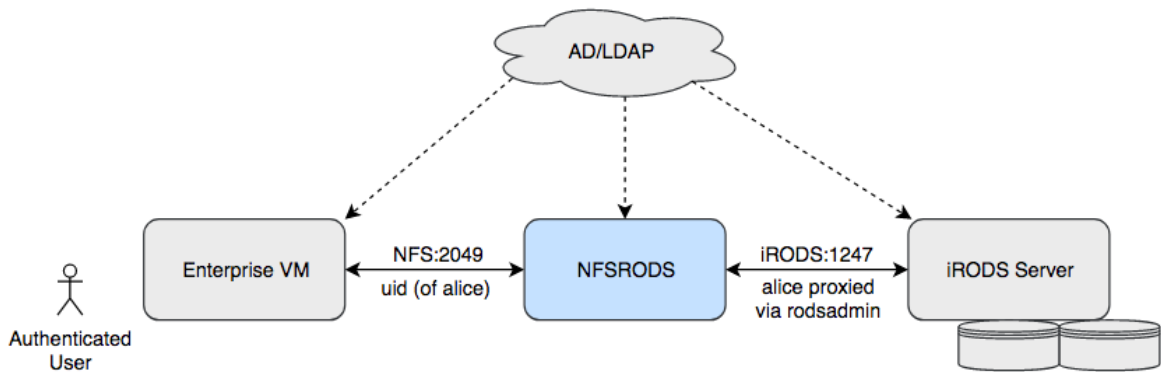 AD/LDAP
Enterprise VM
NFS:2049
uid (of alice)
NFSRODS
iRODS:1247
alice proxied
via rodsadmin
iRODS Server
Authenticated
User